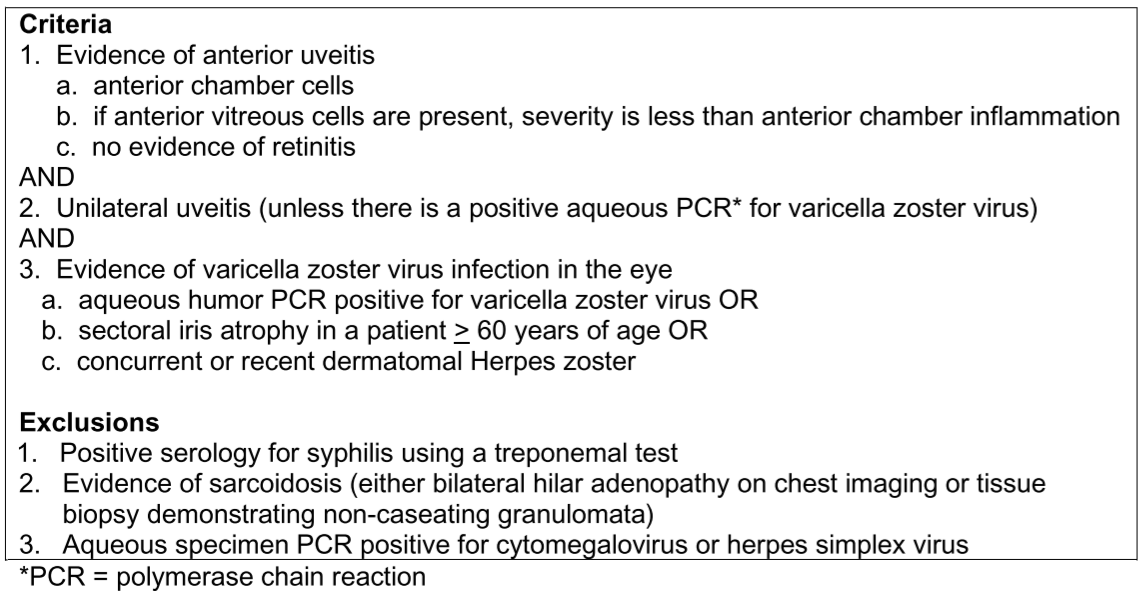 Criteria
1. Evidence of anterior uveitis
a. anterior chamber cells
b. if anterior vitreous cells are present, severity is less than anterior chamber inflammation
c. no evidence of retinitis
AND
2. Unilateral uveitis (unless there is a positive aqueous PCR* for varicella zoster virus)
AND
3. Evidence of varicella zoster virus infection in the eye
a. aqueous humor PCR positive for varicella zoster virus OR
b. sectoral iris atrophy in a patient ≥ 60 years of age OR
c. concurrent or recent dermatomal Herpes zoster
Exclusions
1. Positive serology for syphilis using a treponemal test
2. Evidence of sarcoidosis (either bilateral hilar adenopathy on chest imaging or tissue
biopsy demonstrating non-caseating granulomata)
3. Aqueous specimen PCR positive for cytomegalovirus or herpes simplex virus
*PCR = polymerase chain reaction